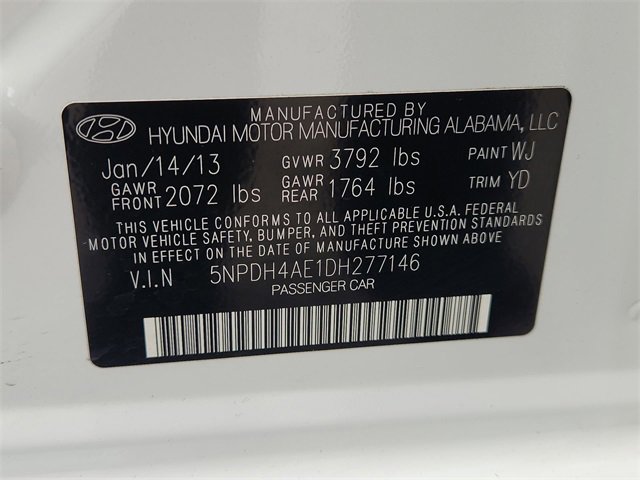 MANUFACTURED BY
HYUNDAI MOTOR MANUFACTURING ALABAMA, LLC
Jan/14/13 GVWR 3792 lbs PAINT WJ
GAWR FRONT 2072 lbs GAWR REAR 1764 lbs TRIM YD
THIS VEHICLE CONFORMS TO ALL APPLICABLE U.S.A. FEDERAL
MOTOR VEHICLE SAFETY, BUMPER, AND THEFT PREVENTION STANDARDS
IN EFFECT ON THE DATE OF MANUFACTURE SHOWN ABOVE.
V.I.N 5NPDH4AE1DH277146
PASSENGER CAR